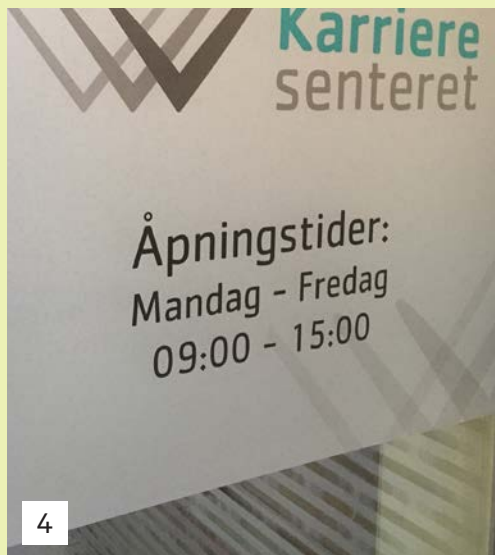 Karriere
senteret
Åpningstider:
Mandag - Fredag
09:00 - 15:00
4